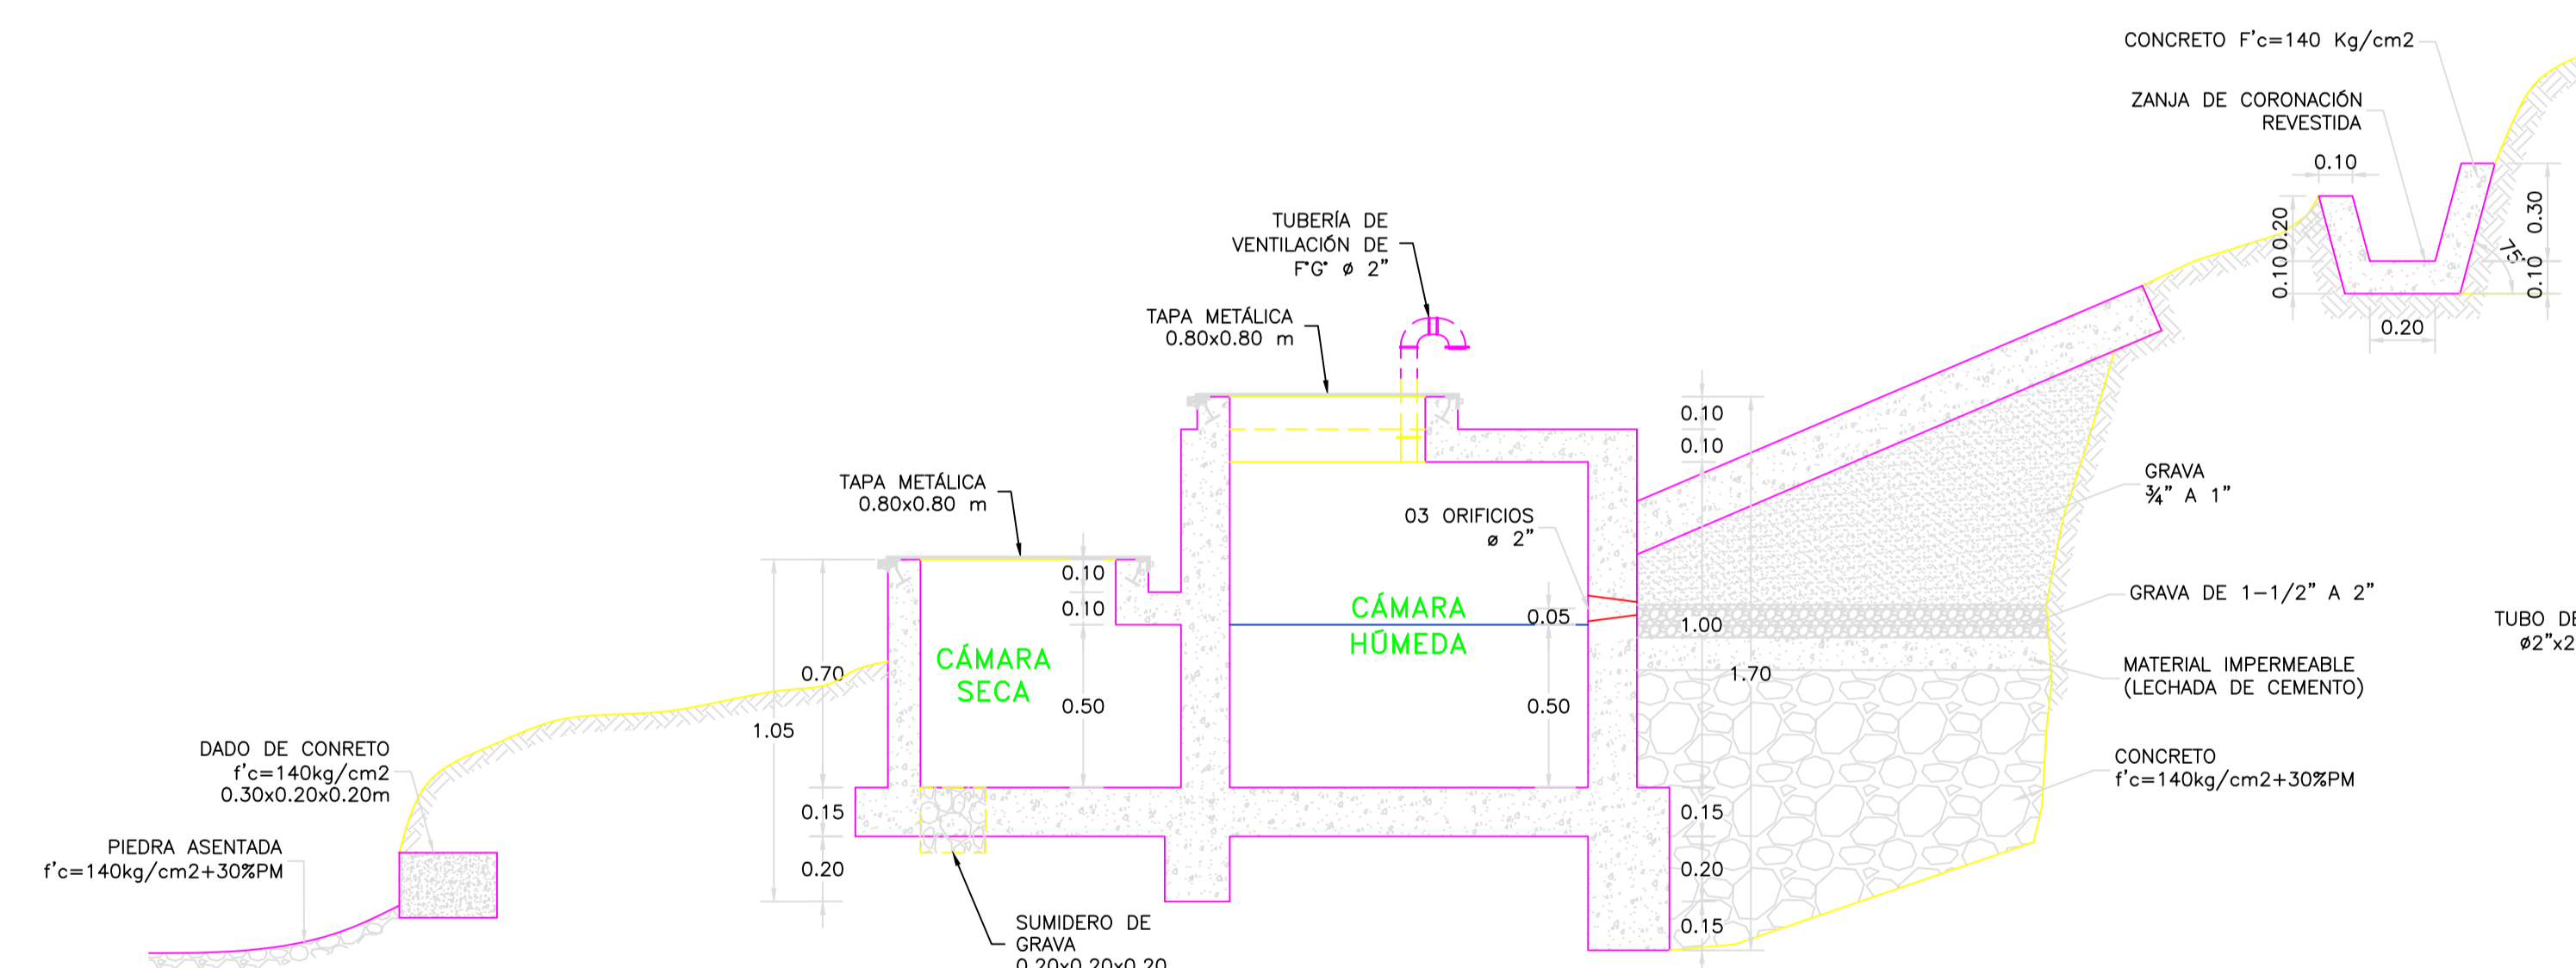 CONCRETO F'c=140 Kg/cm2
ZANJA DE CORONACIÓN
REVESTIDA
0.10
0.20
0.10
0.30
0.10
75°
0.20
TUBERÍA DE
VENTILACIÓN DE
F°G° ø 2"
TAPA METÁLICA
0.80x0.80 m
TAPA METÁLICA
0.80x0.80 m
03 ORIFICIOS
ø 2"
0.10
0.10
GRAVA
¾" A 1"
GRAVA DE 1-1/2" A 2"
TUBO DE
ø2"x2
MATERIAL IMPERMEABLE
(LECHADA DE CEMENTO)
CONCRETO
f'c=140kg/cm2+30%PM
0.10
0.10
CÁMARA
SECA
0.50
CÁMARA
HÚMEDA
0.05
0.50
1.00
1.70
0.70
1.05
0.15
0.20
0.15
0.20
0.15
DADO DE CONRETO
f'c=140kg/cm2
0.30x0.20x0.20m
PIEDRA ASENTADA
f'c=140kg/cm2+30%PM
SUMIDERO DE
GRAVA
0.20x0.20x0.20